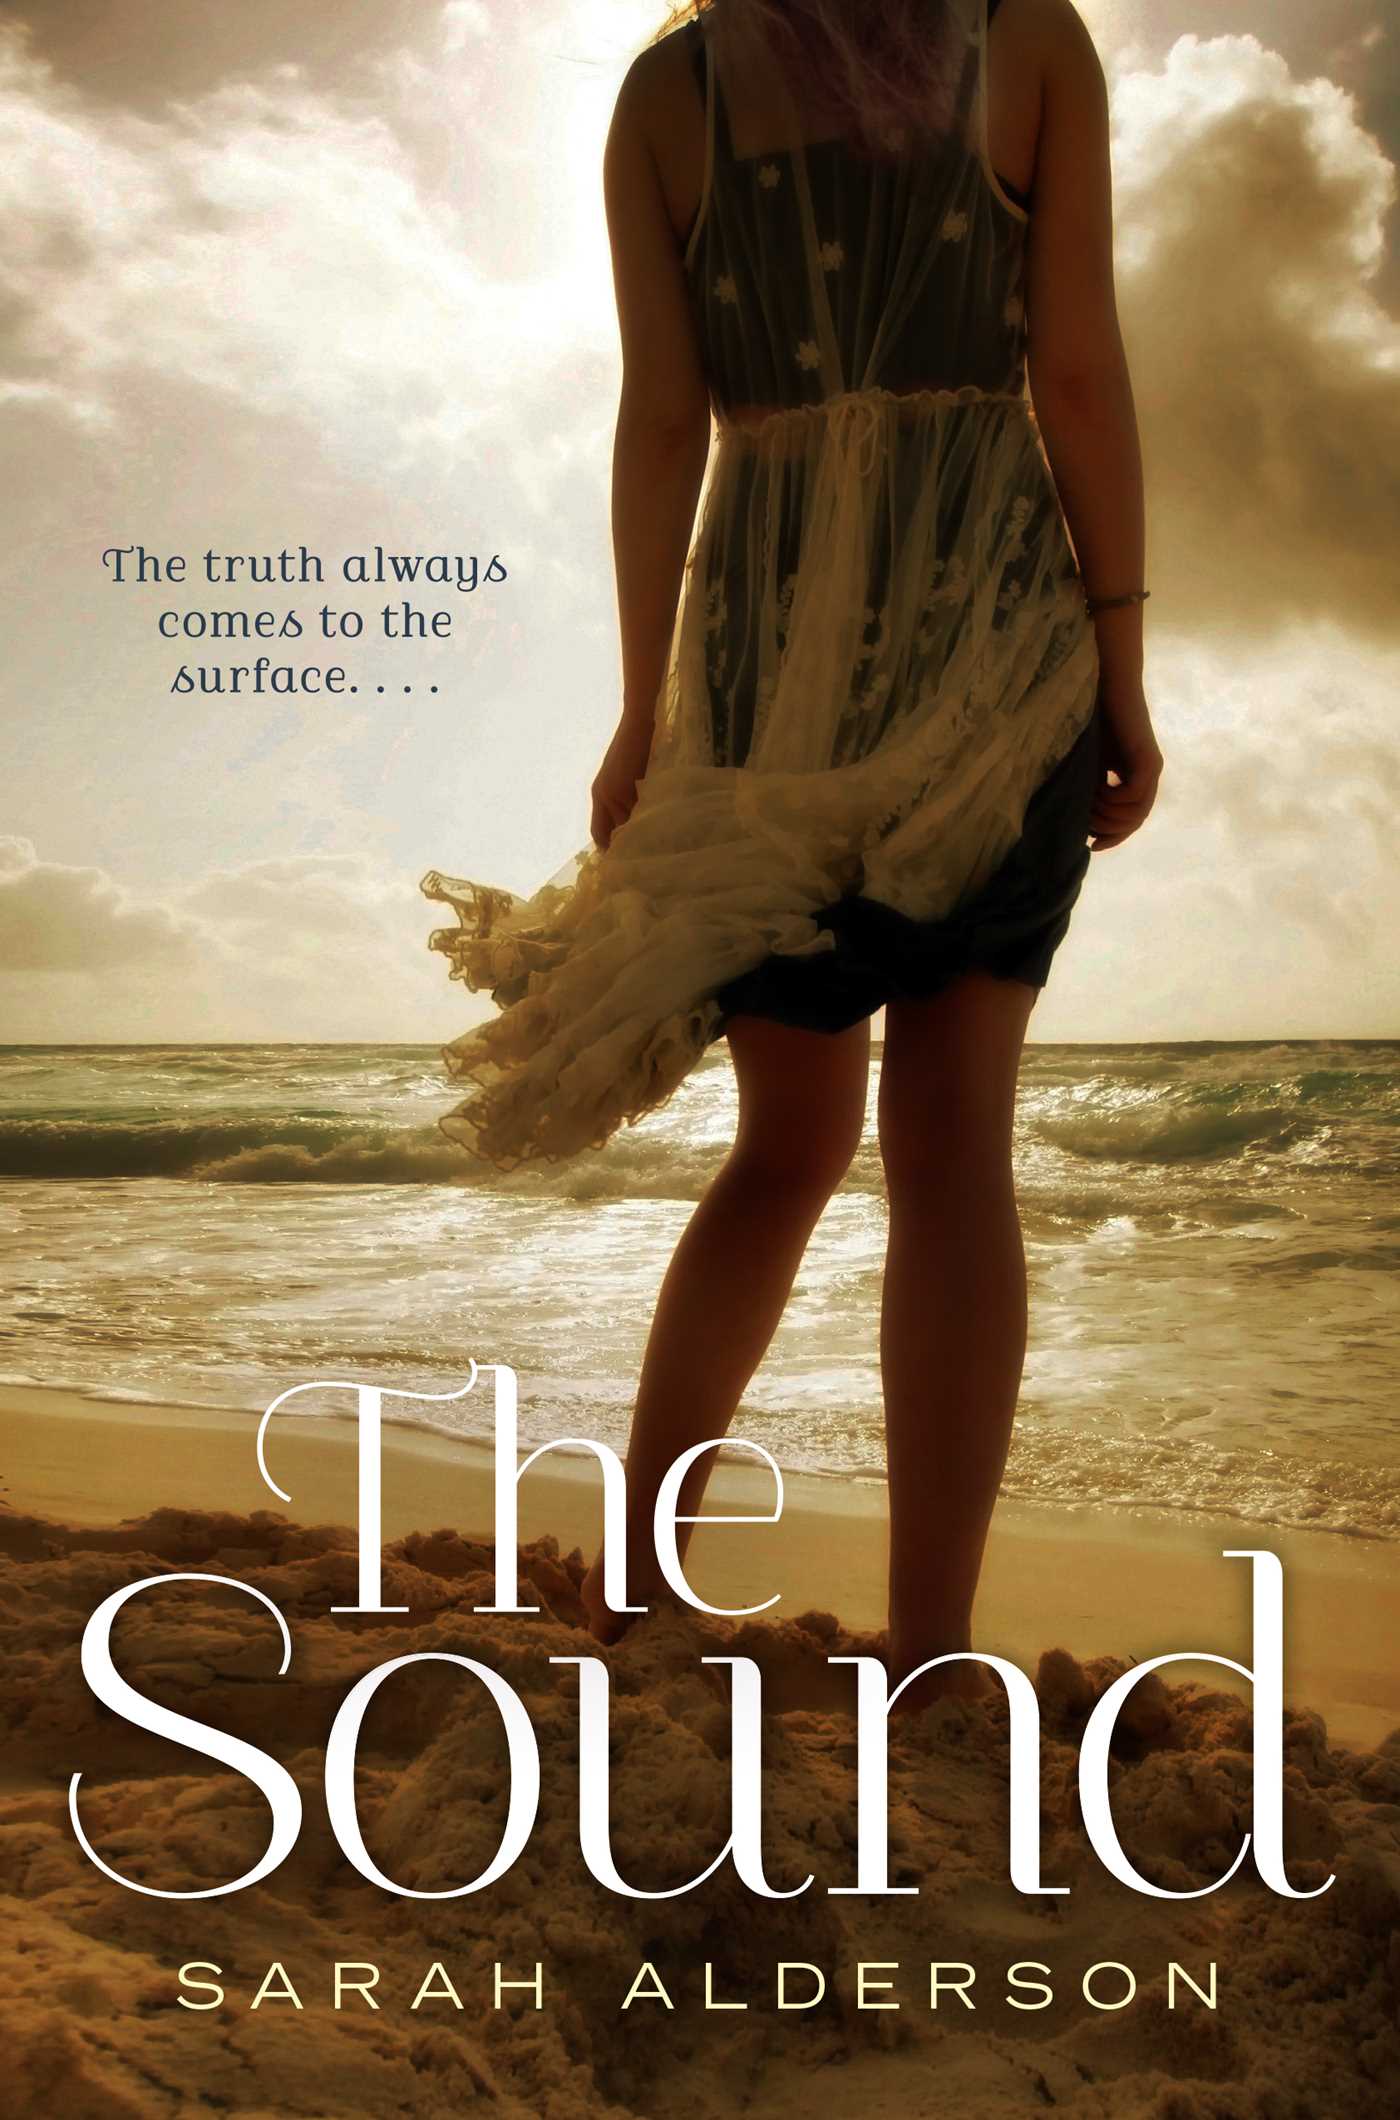 The truth always
comes to the
surface. . . .
The
Sound
SARAH ALDERSON